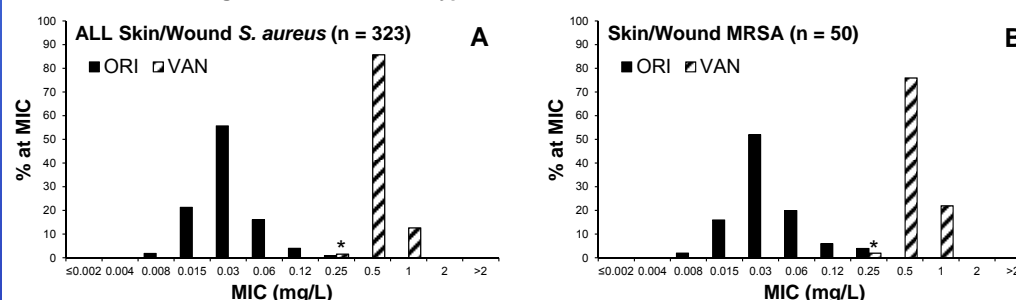 ALL Skin/Wound S. aureus (n = 323)
A
ORI VAN
% at MIC
100
90
80
70
60
50
40
30
20
10
0
*
≤0.002 0.004 0.008 0.015 0.03 0.06 0.12 0.25 0.5 1 2 >2
MIC (mg/L)
Skin/Wound MRSA (n = 50)
B
ORI VAN
% at MIC
100
90
80
70
60
50
40
30
20
10
0
*
≤0.002 0.004 0.008 0.015 0.03 0.06 0.12 0.25 0.5 1 2 >2
MIC (mg/L)